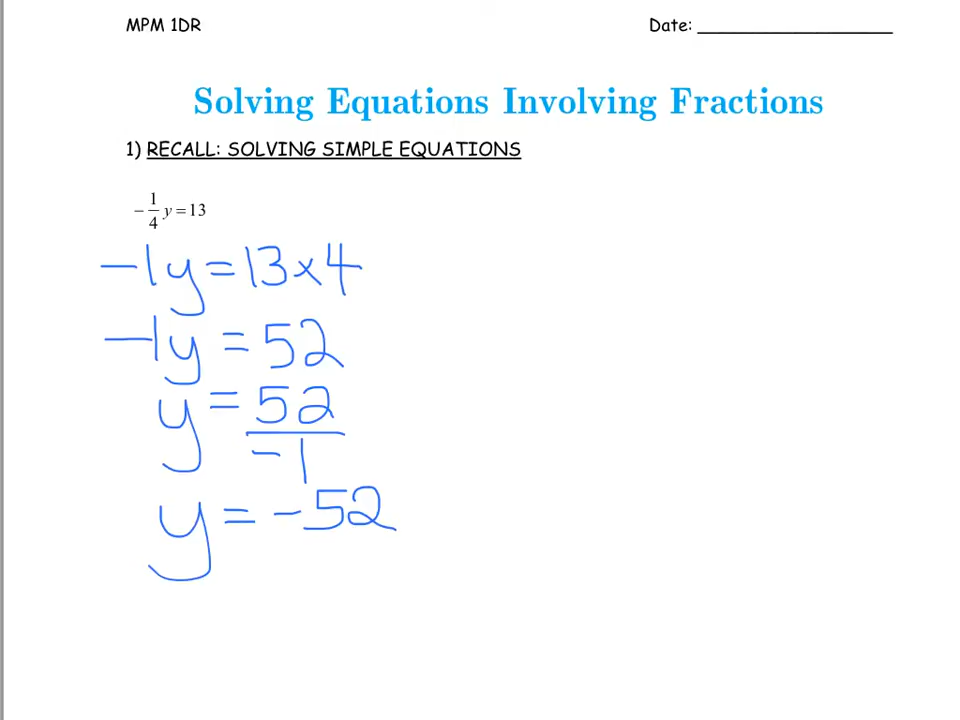 MPM 1DR Date: ____________________
Solving Equations Involving Fractions
1) RECALL: SOLVING SIMPLE EQUATIONS
-1/4 y = 13
-1y = 13 x 4
-1y = 52
y = 52/-1
y = -52